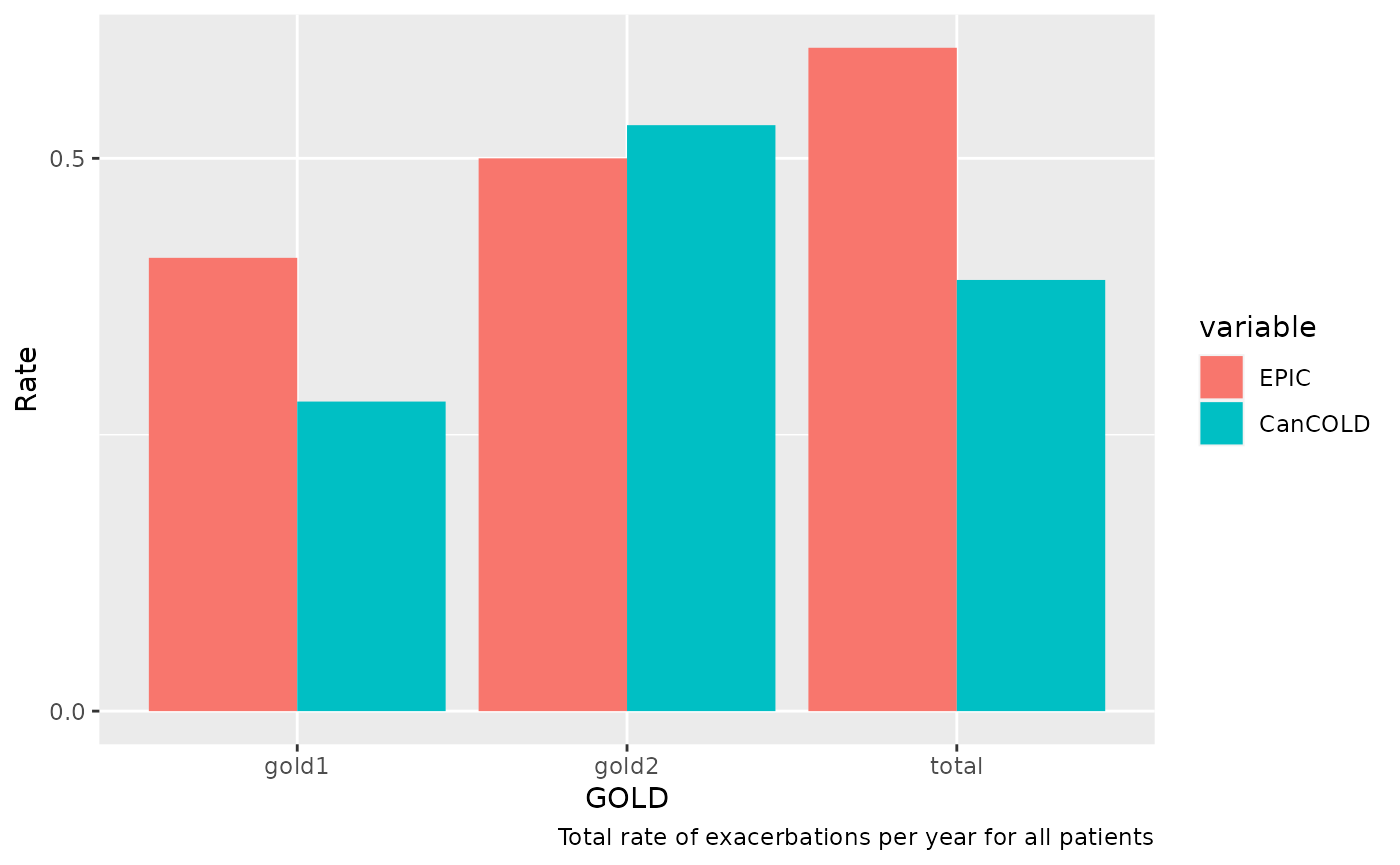 Rate
0.5
0.0
gold1
gold2
total
GOLD
Total rate of exacerbations per year for all patients
variable
EPIC
CanCOLD